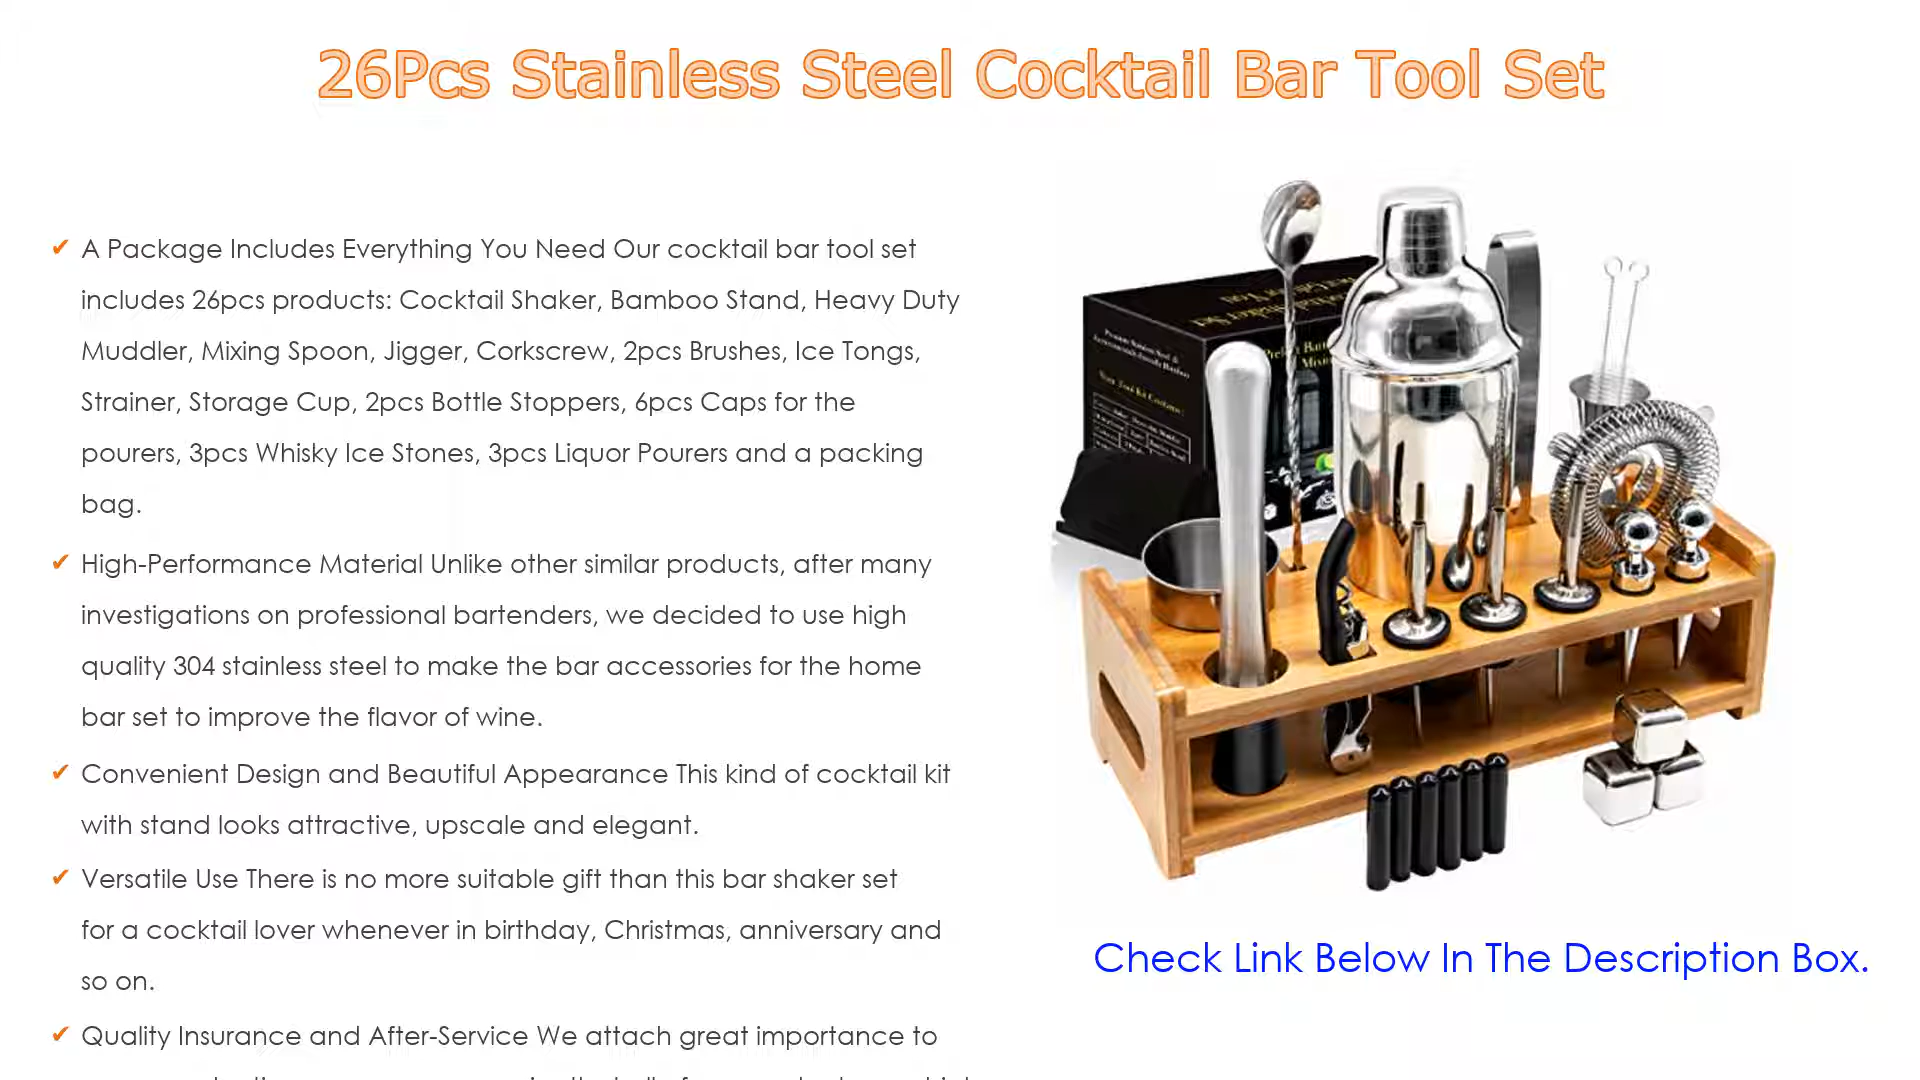 26Pcs Stainless Steel Cocktail Bar Tool Set
✔ A Package Includes Everything You Need Our cocktail bar tool set
includes 26pcs products: Cocktail Shaker, Bamboo Stand, Heavy Duty
Muddler, Mixing Spoon, Jigger, Corkscrew, 2pcs Brushes, Ice Tongs,
Strainer, Storage Cup, 2pcs Bottle Stoppers, 6pcs Caps for the
pourers, 3pcs Whisky Ice Stones, 3pcs Liquor Pourers and a packing
bag.
✔ High-Performance Material Unlike other similar products, after many
investigations on professional bartenders, we decided to use high
quality 304 stainless steel to make the bar accessories for the home
bar set to improve the flavor of wine.
✔ Convenient Design and Beautiful Appearance This kind of cocktail kit
with stand looks attractive, upscale and elegant.
✔ Versatile Use There is no more suitable gift than this bar shaker set
for a cocktail lover whenever in birthday, Christmas, anniversary and
so on.
✔ Quality Insurance and After-Service We attach great importance to
Check Link Below In The Description Box.